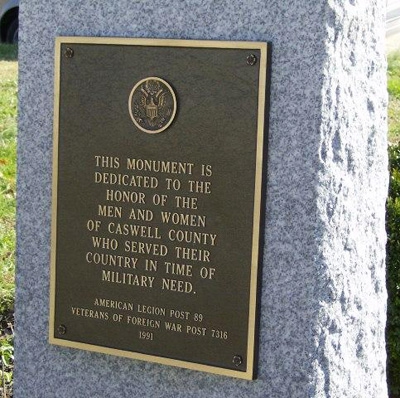 THIS MONUMENT IS
DEDICATED TO THE
HONOR OF THE
MEN AND WOMEN
OF CASWELL COUNTY
WHO SERVED THEIR
COUNTRY IN TIME OF
MILITARY NEED.
AMERICAN LEGION POST 89
VETERANS OF FOREIGN WAR POST 7316
1991